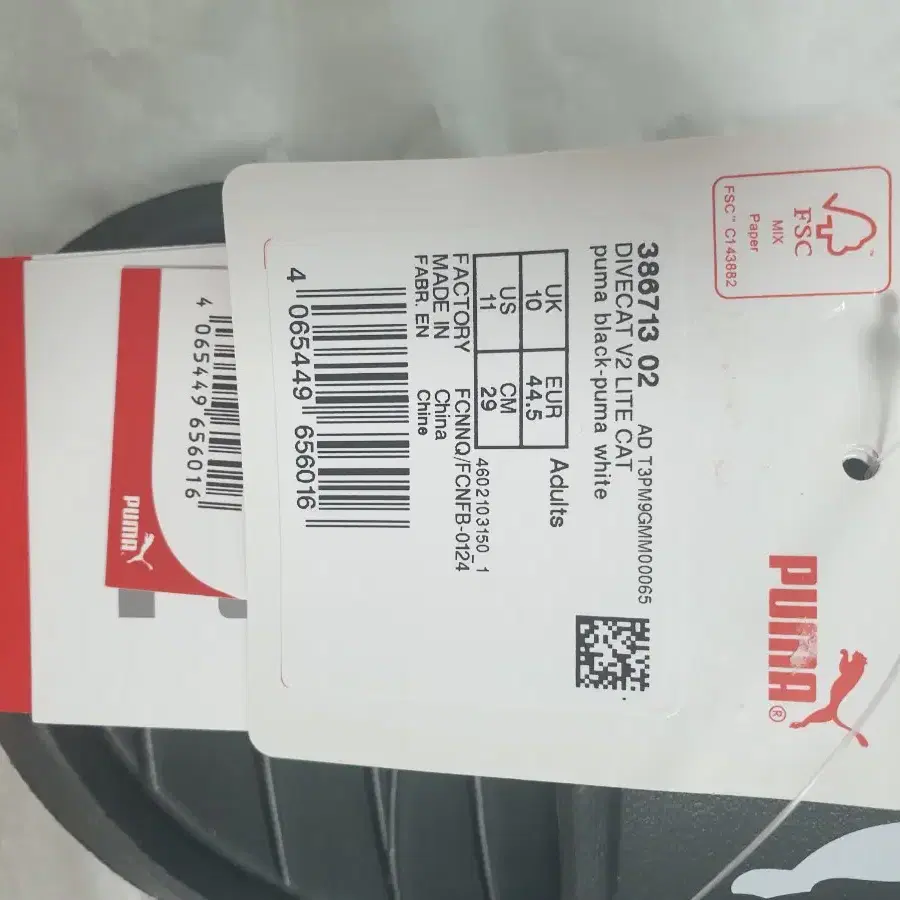 FSC
™
MIX
Paper
FSC™ C143882
PUMA®
386713 02 AD T3PM9GMM00065
DIVECAT V2 LITE CAT
puma black-puma white
UK EUR Adults
10 44.5
US CM
11 29
4602103150_1
FACTORY FCNNQ/FCNFB-0124
MADE IN China
FABR. EN Chine
4 065449 656016
4 065449 656016
PUMA